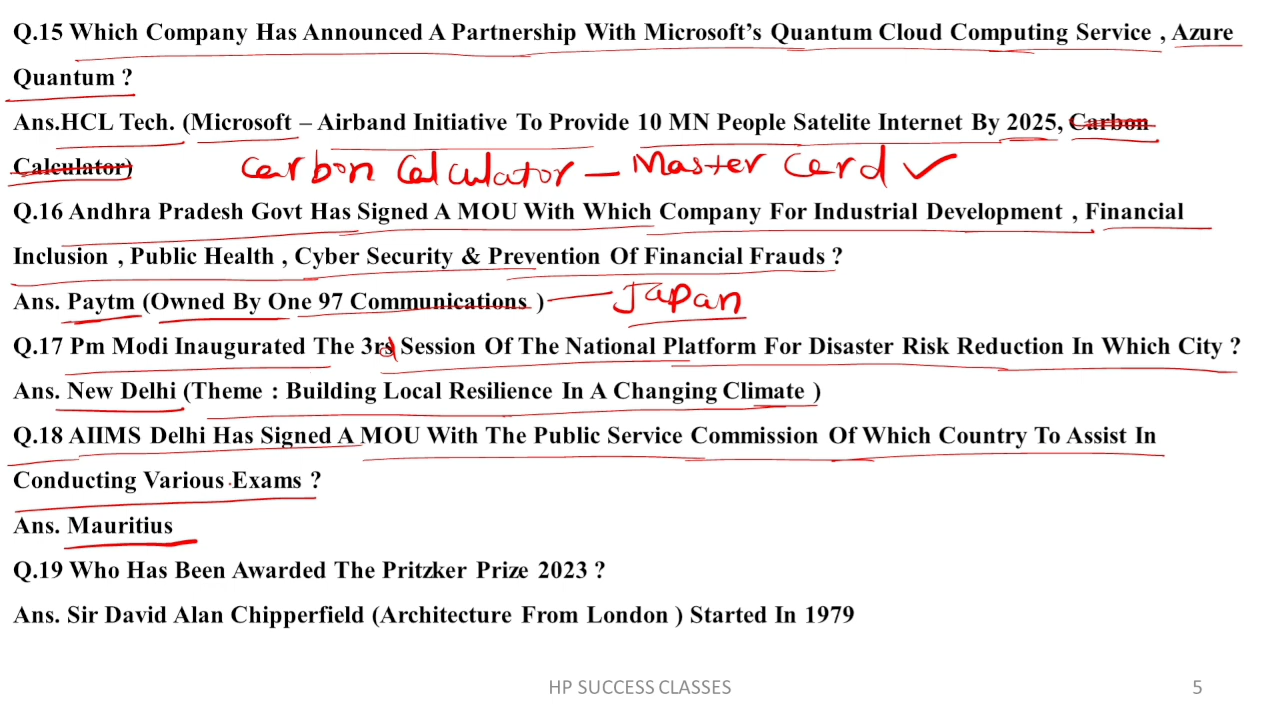 Q.15 Which Company Has Announced A Partnership With Microsoft's Quantum Cloud Computing Service , Azure
Quantum ?
Ans.HCL Tech. (Microsoft – Airband Initiative To Provide 10 MN People Satelite Internet By 2025, Carbon
Calculator) Carbon Calculator – Master Card ✓
Q.16 Andhra Pradesh Govt Has Signed A MOU With Which Company For Industrial Development , Financial
Inclusion , Public Health , Cyber Security & Prevention Of Financial Frauds ?
Ans. Paytm (Owned By One 97 Communications ) — Japan
Q.17 Pm Modi Inaugurated The 3rd Session Of The National Platform For Disaster Risk Reduction In Which City ?
Ans. New Delhi (Theme : Building Local Resilience In A Changing Climate )
Q.18 AIIMS Delhi Has Signed A MOU With The Public Service Commission Of Which Country To Assist In
Conducting Various Exams ?
Ans. Mauritius
Q.19 Who Has Been Awarded The Pritzker Prize 2023 ?
Ans. Sir David Alan Chipperfield (Architecture From London ) Started In 1979
HP SUCCESS CLASSES 5